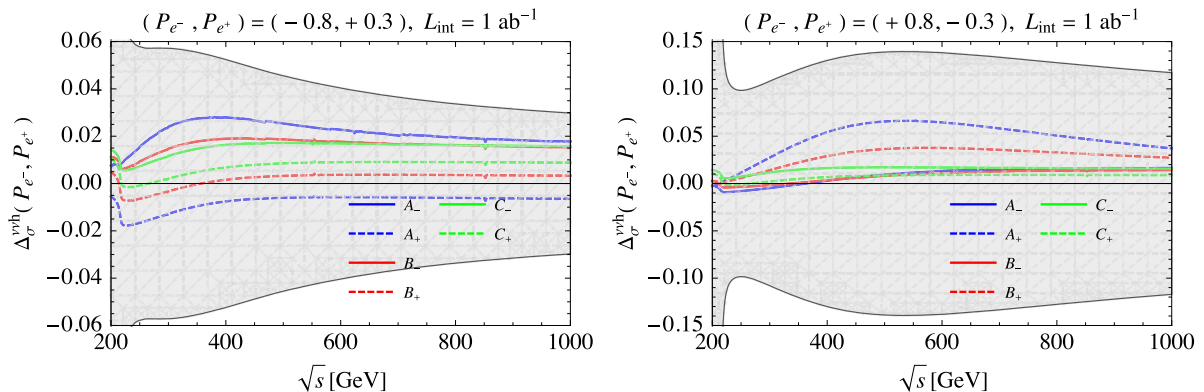 ( P_{e^-} , P_{e^+} ) = ( − 0.8, + 0.3 ), L_int = 1 ab^{−1}
0.06
0.04
0.02
0.00
−0.02
−0.04
−0.06
Δ_σ^{ννh}( P_{e^-} , P_{e^+} )
A_−
A_+
B_−
B_+
C_−
C_+
200
400
600
800
1000
√s [GeV]
( P_{e^-} , P_{e^+} ) = ( + 0.8, − 0.3 ), L_int = 1 ab^{−1}
0.15
0.10
0.05
0.00
−0.05
−0.10
−0.15
Δ_σ^{ννh}( P_{e^-} , P_{e^+} )
A_−
A_+
B_−
B_+
C_−
C_+
200
400
600
800
1000
√s [GeV]